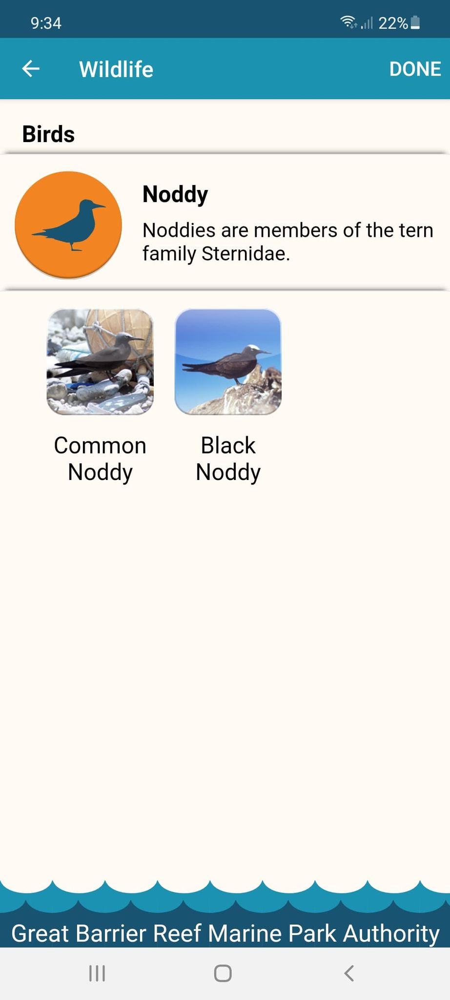 9:34
22%
Wildlife
DONE
Birds
Noddy
Noddies are members of the tern
family Sternidae.
Common
Noddy
Black
Noddy
Great Barrier Reef Marine Park Authority